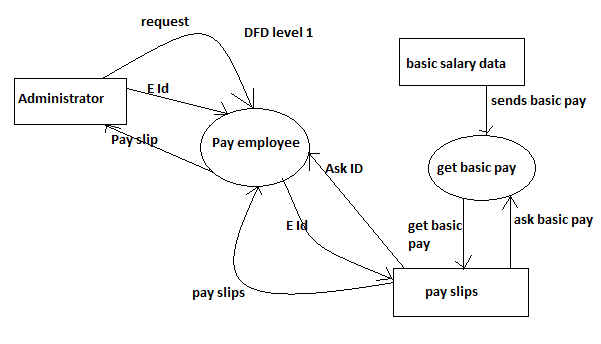 request
DFD level 1
basic salary data
E Id
Administrator
sends basic pay
Pay slip
Pay employee
Ask ID
get basic pay
E Id
get basic
pay
ask basic pay
pay slips
pay slips